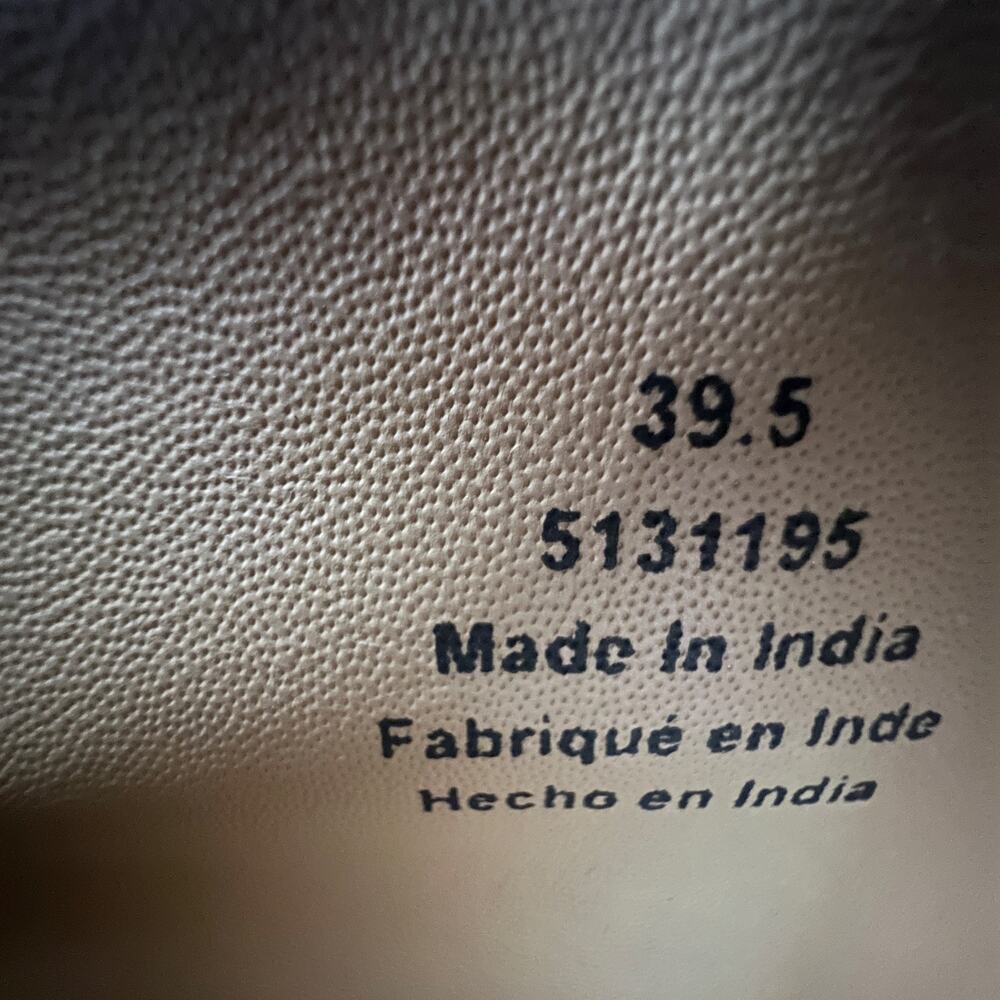 39.5
5131195
Made In India
Fabriqué en Inde
Hecho en India